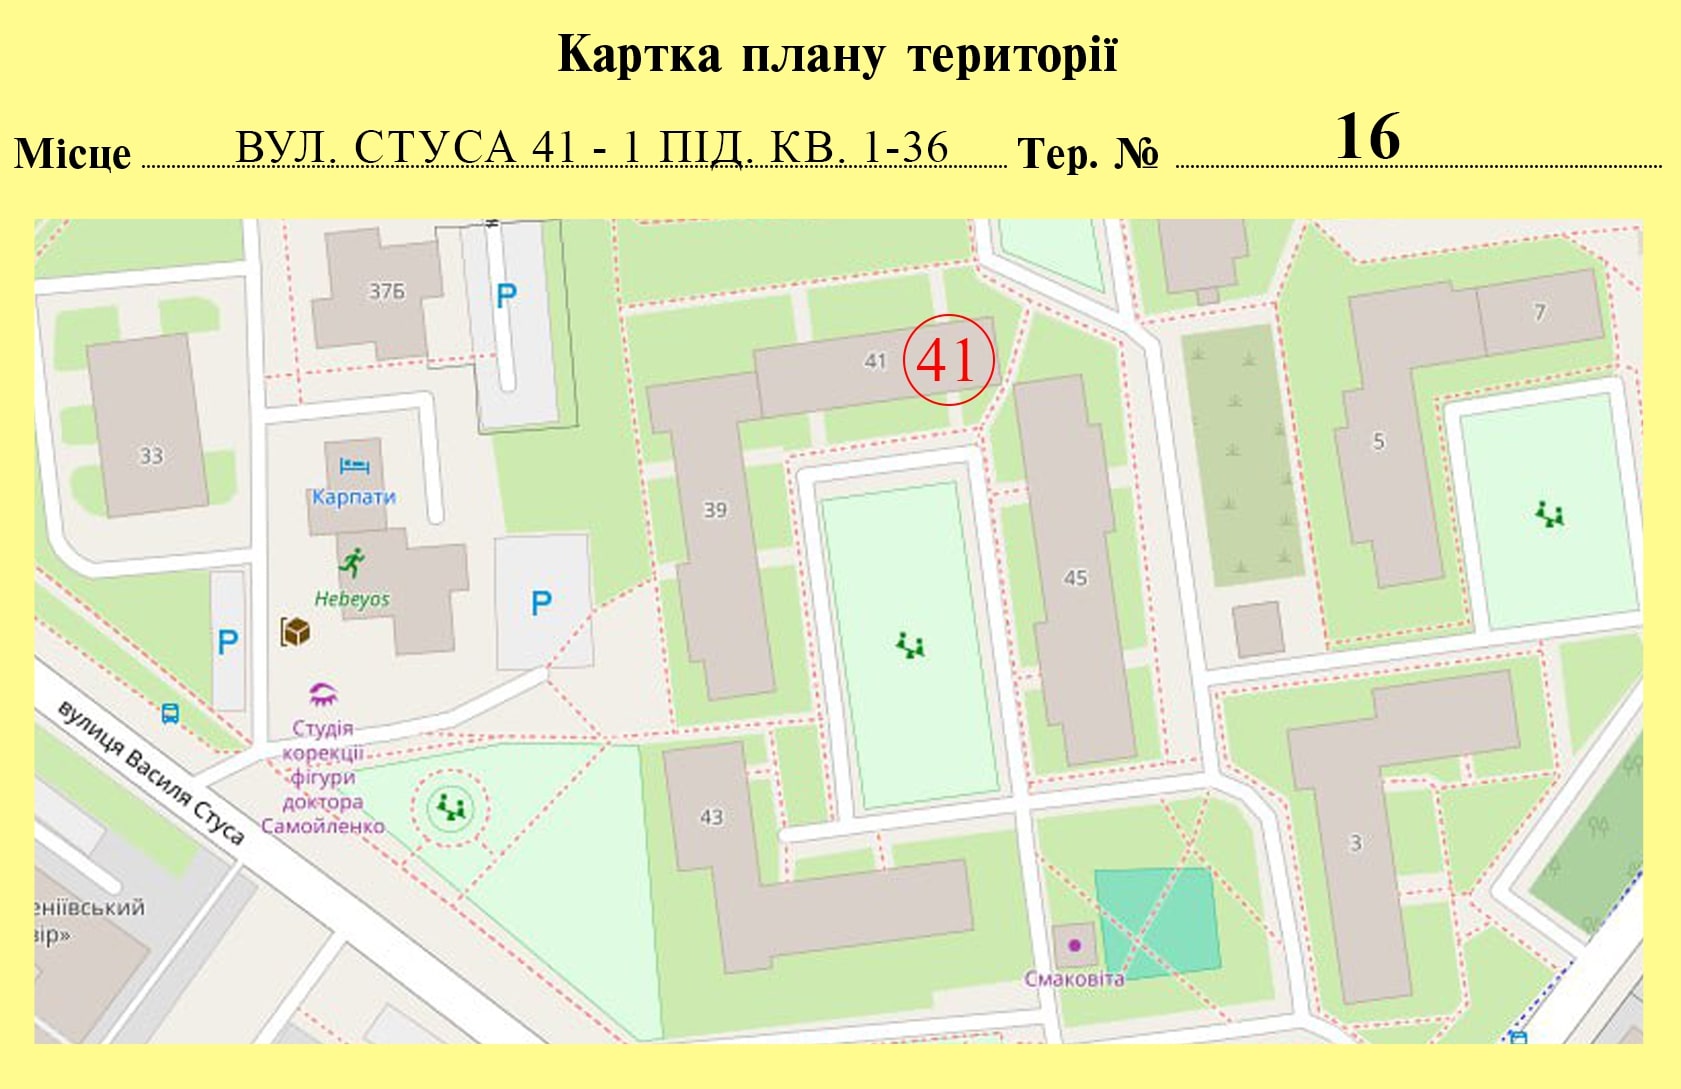 Картка плану території
Місце ВУЛ. СТУСА 41 - 1 ПІД. КВ. 1-36 Тер. № 16
37Б
P
7
41
41
33
5
Карпати
39
45
Hebeyos
P
P
вулиця Василя Стуса
Студія
корекції
фігури
доктора
Самойленко
43
3
еніївський
зір»
Смаковіта